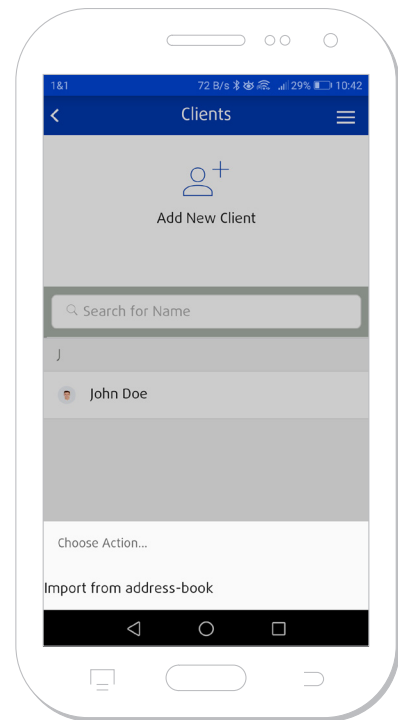 1&1 72 B/s 29% 10:42
Clients
Add New Client
Search for Name
J
John Doe
Choose Action...
Import from address-book